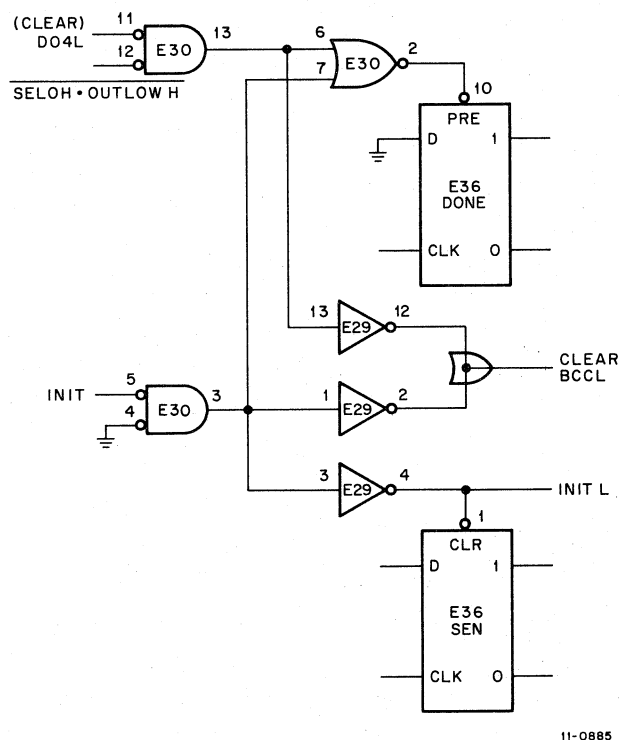 (CLEAR) 11 13
DO4L
12 E30
SELOH • OUTLOW H
6 2
7 E30
10
PRE
D 1
E36
DONE
CLK 0
13 E29 12
CLEAR
BCCL
INIT 5 3
4 E30
1 E29 2
3 E29 4
INIT L
1
CLR
D 1
E36
SEN
CLK 0
11-0885